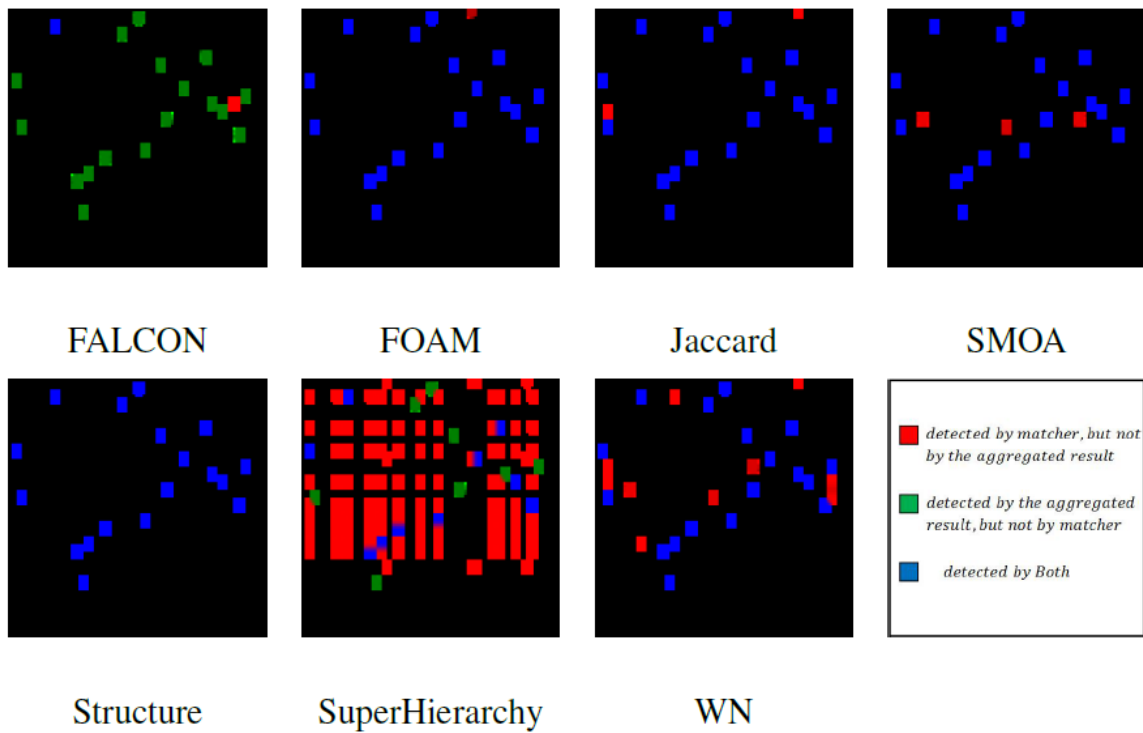 FALCON
FOAM
Jaccard
SMOA
detected by matcher, but not
by the aggregated result
detected by the aggregated
result, but not by matcher
detected by Both
Structure
SuperHierarchy
WN